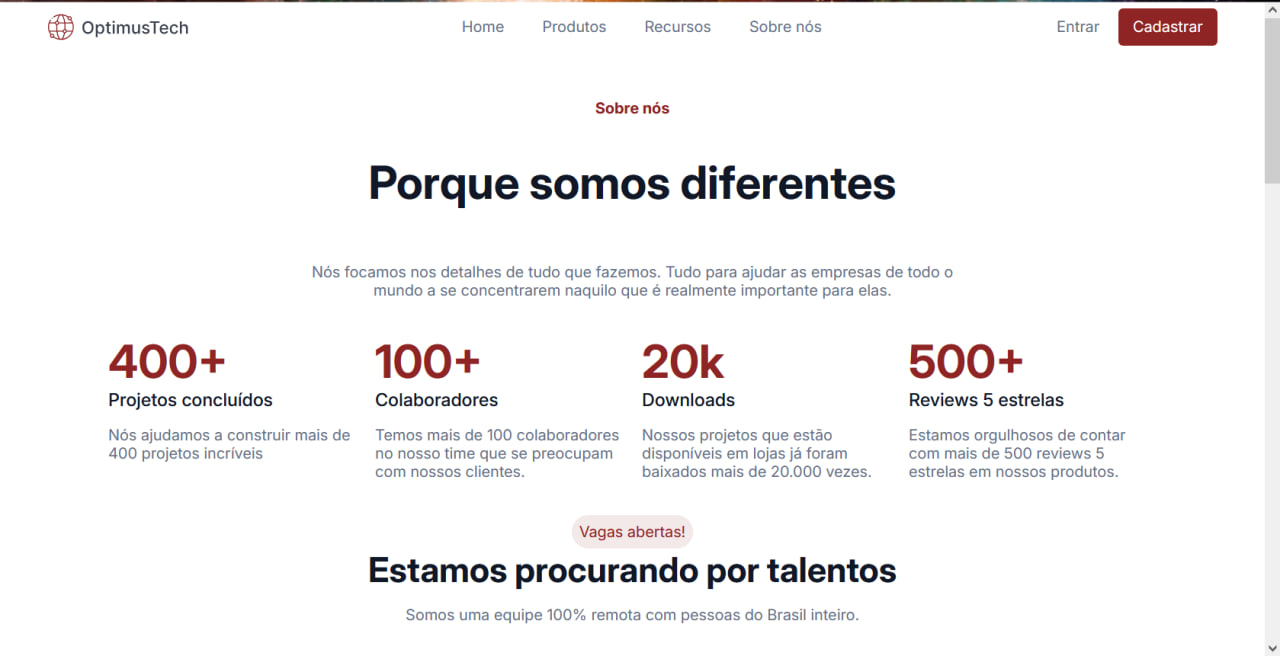 OptimusTech
Home Produtos Recursos Sobre nós
Entrar Cadastrar
Sobre nós
Porque somos diferentes
Nós focamos nos detalhes de tudo que fazemos. Tudo para ajudar as empresas de todo o
mundo a se concentrarem naquilo que é realmente importante para elas.
400+
Projetos concluídos
Nós ajudamos a construir mais de
400 projetos incríveis
100+
Colaboradores
Temos mais de 100 colaboradores
no nosso time que se preocupam
com nossos clientes.
20k
Downloads
Nossos projetos que estão
disponíveis em lojas já foram
baixados mais de 20.000 vezes.
500+
Reviews 5 estrelas
Estamos orgulhosos de contar
com mais de 500 reviews 5
estrelas em nossos produtos.
Vagas abertas!
Estamos procurando por talentos
Somos uma equipe 100% remota com pessoas do Brasil inteiro.